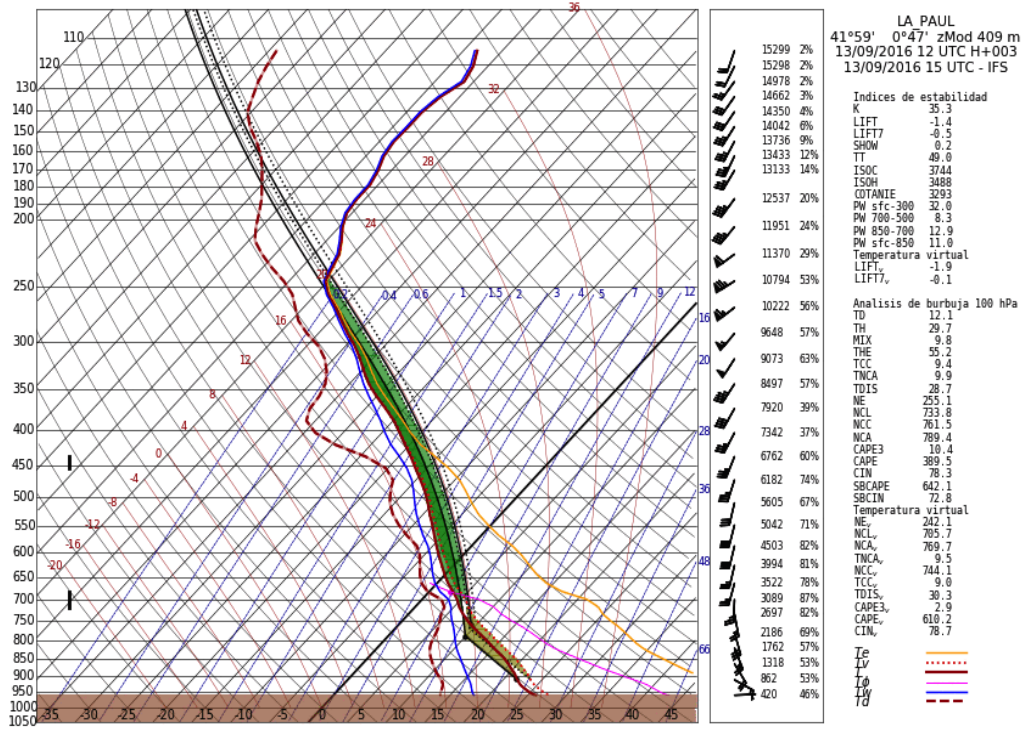 LA_PAUL
41°59' 0°47' zMod 409 m
13/09/2016 12 UTC H+003
13/09/2016 15 UTC - IFS
Indices de estabilidad
K 35.3
LIFT -1.4
LIFT7 -0.5
SHOW 0.2
TT 49.0
ISOC 3744
ISOH 3488
COTANIE 3293
PW sfc-300 32.0
PW 700-500 8.3
PW 850-700 12.9
PW sfc-850 11.0
Temperatura virtual
LIFTv -1.9
LIFT7v -0.1
Analisis de burbuja 100 hPa
TD 12.1
TH 29.7
MIX 9.8
THE 55.2
TCC 9.4
TNCA 9.9
TDIS 28.7
NE 255.1
NCL 733.8
NCC 761.5
NCA 789.4
CAPE3 10.4
CAPE 389.5
CIN 78.3
SBCAPE 642.1
SBCIN 72.8
Temperatura virtual
NEv 242.1
NCLv 705.7
NCAv 769.7
TNCAv 9.5
NCCv 744.1
TCCv 9.0
TDISv 30.3
CAPE3v 2.9
CAPEv 610.2
CINv 78.7
Te
Tv
T
Tϕ
Tw
Td
15299 2%
15298 2%
14978 2%
14662 3%
14350 4%
14042 6%
13736 9%
13433 12%
13133 14%
12537 20%
11951 24%
11370 29%
10794 53%
10222 56%
9648 57%
9073 63%
8497 57%
7920 39%
7342 37%
6762 60%
6182 74%
5605 67%
5042 71%
4503 82%
3994 81%
3522 78%
3089 87%
2697 82%
2186 69%
1762 57%
1318 53%
862 53%
420 46%
110
120
130
140
150
160
170
180
190
200
250
300
350
400
450
500
550
600
650
700
750
800
850
900
950
1000
1050
36
32
28
24
20
16
12
8
4
0
-4
-8
-12
-16
-20
0.2 0.4 0.6 1 1.5 2 3 4 5 7 9 12
16
20
28
36
48
66
-35 -30 -25 -20 -15 -10 -5 0 5 10 15 20 25 30 35 40 45